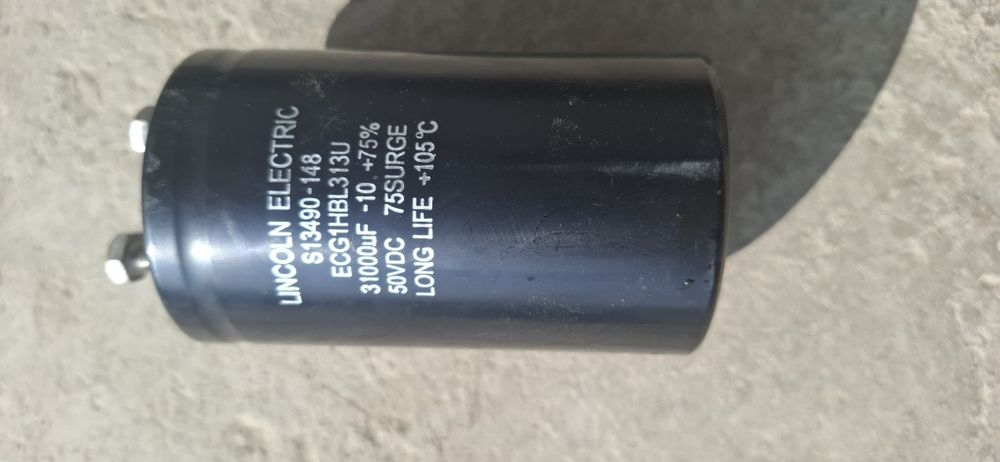 LINCOLN ELECTRIC
S13490-148
ECG1HBL313U
31000µF -10 +75%
50VDC 75SURGE
LONG LIFE +105°C